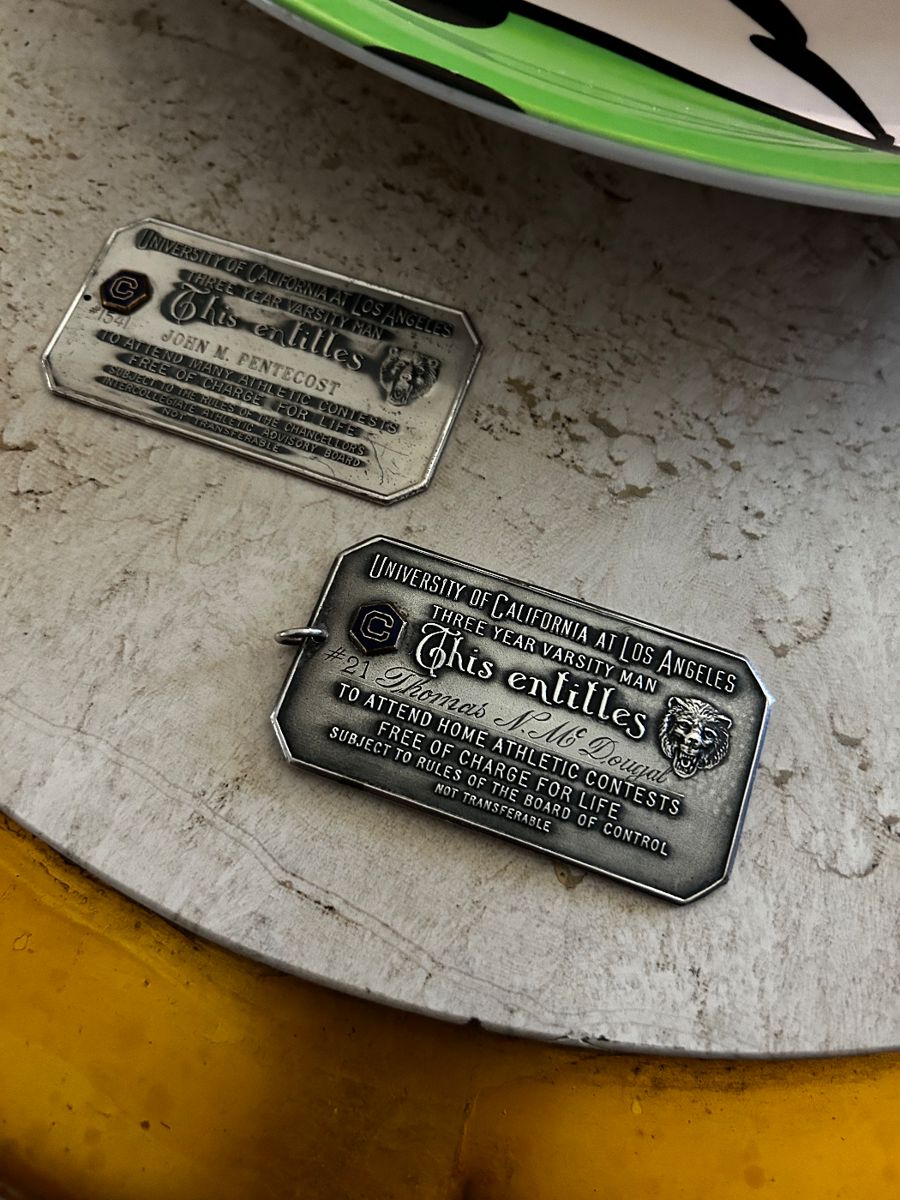 UNIVERSITY OF CALIFORNIA AT LOS ANGELES
THREE YEAR VARSITY MAN
C
This entitles
#1541
JOHN M. PENTECOST
TO ATTEND MANY ATHLETIC CONTESTS
FREE OF CHARGE FOR LIFE
SUBJECT TO THE RULES OF THE CHANCELLOR'S
INTERCOLLEGIATE ATHLETIC ADVISORY BOARD
NOT TRANSFERABLE
UNIVERSITY OF CALIFORNIA AT LOS ANGELES
THREE YEAR VARSITY MAN
C
This entitles
#21 Thomas N. McDougal
TO ATTEND HOME ATHLETIC CONTESTS
FREE OF CHARGE FOR LIFE
SUBJECT TO RULES OF THE BOARD OF CONTROL
NOT TRANSFERABLE